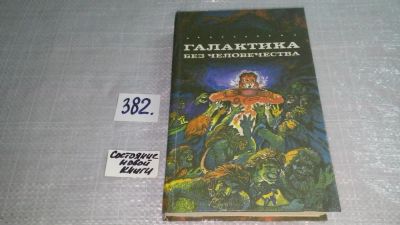 ГАЛАКТИКА
БЕЗ ЧЕЛОВЕЧЕСТВА
382.
Состояние
новой
книги